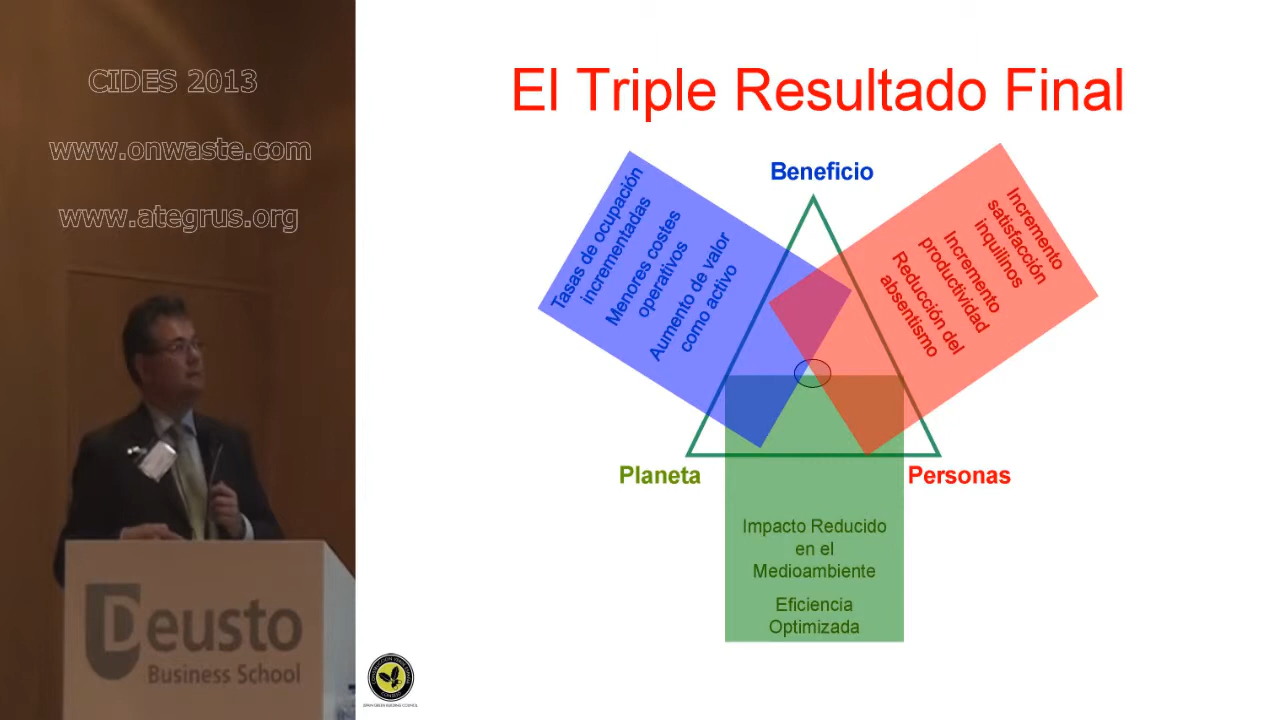 CIDES 2013
www.onwaste.com
www.ategrus.org
El Triple Resultado Final
Beneficio
Tasas de ocupación
incrementadas
Menores costes
operativos
Aumento de valor
como activo
Incremento
satisfacción
inquilinos
Incremento
productividad
Reducción del
absentismo
Planeta
Personas
Impacto Reducido
en el
Medioambiente
Eficiencia
Optimizada
Deusto
Business School